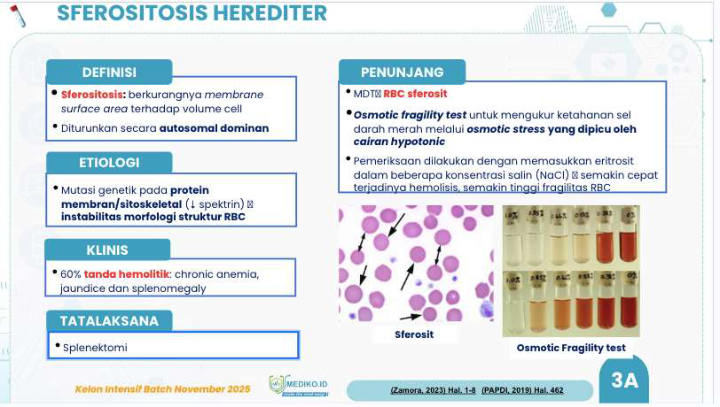 SFEROSITOSIS HEREDITER
DEFINISI
• Sferositosis: berkurangnya membrane
surface area terhadap volume cell
• Diturunkan secara autosomal dominan
ETIOLOGI
• Mutasi genetik pada protein
membran/sitoskeletal (↓ spektrin) 
instabilitas morfologi struktur RBC
KLINIS
• 60% tanda hemolitik: chronic anemia,
jaundice dan splenomegaly
TATALAKSANA
• Splenektomi
PENUNJANG
• MDT RBC sferosit
• Osmotic fragility test untuk mengukur ketahanan sel
darah merah melalui osmotic stress yang dipicu oleh
cairan hypotonic
• Pemeriksaan dilakukan dengan memasukkan eritrosit
dalam beberapa konsentrasi salin (NaCl) semakin cepat
terjadinya hemolisis, semakin tinggi fragilitas RBC
Sferosit
Osmotic Fragility test
Kelon Intensif Batch November 2025
MEDIKO.ID
(Zamora, 2023) Hal. 1-8 (PAPDI, 2019) Hal. 462
3A